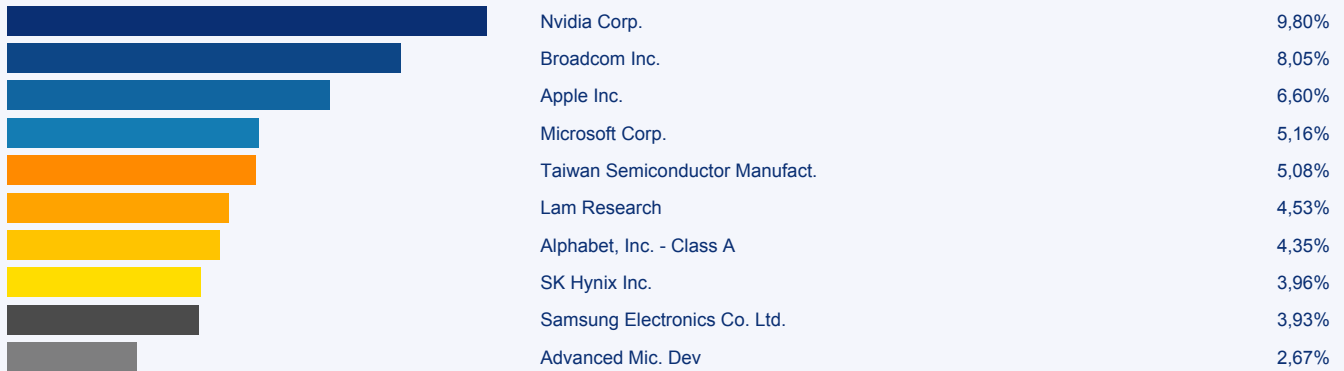 Nvidia Corp. 9,80%
Broadcom Inc. 8,05%
Apple Inc. 6,60%
Microsoft Corp. 5,16%
Taiwan Semiconductor Manufact. 5,08%
Lam Research 4,53%
Alphabet, Inc. - Class A 4,35%
SK Hynix Inc. 3,96%
Samsung Electronics Co. Ltd. 3,93%
Advanced Mic. Dev 2,67%